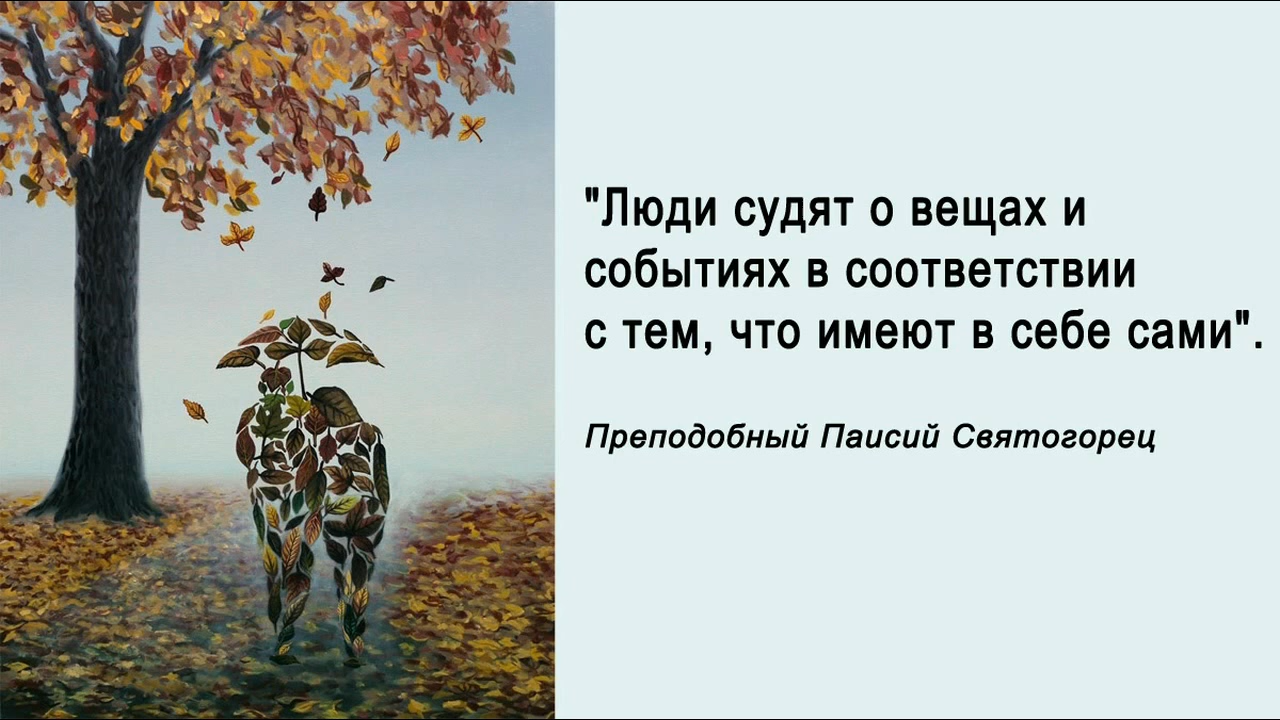 "Люди судят о вещах и
событиях в соответствии
с тем, что имеют в себе сами".
Преподобный Паисий Святогорец